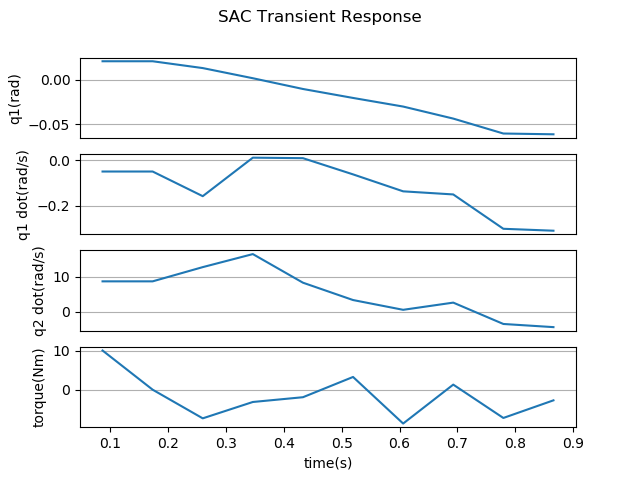 SAC Transient Response
q1(rad)
0.00
−0.05
q1 dot(rad/s)
0.0
−0.2
q2 dot(rad/s)
10
0
torque(Nm)
10
0
0.1 0.2 0.3 0.4 0.5 0.6 0.7 0.8 0.9
time(s)